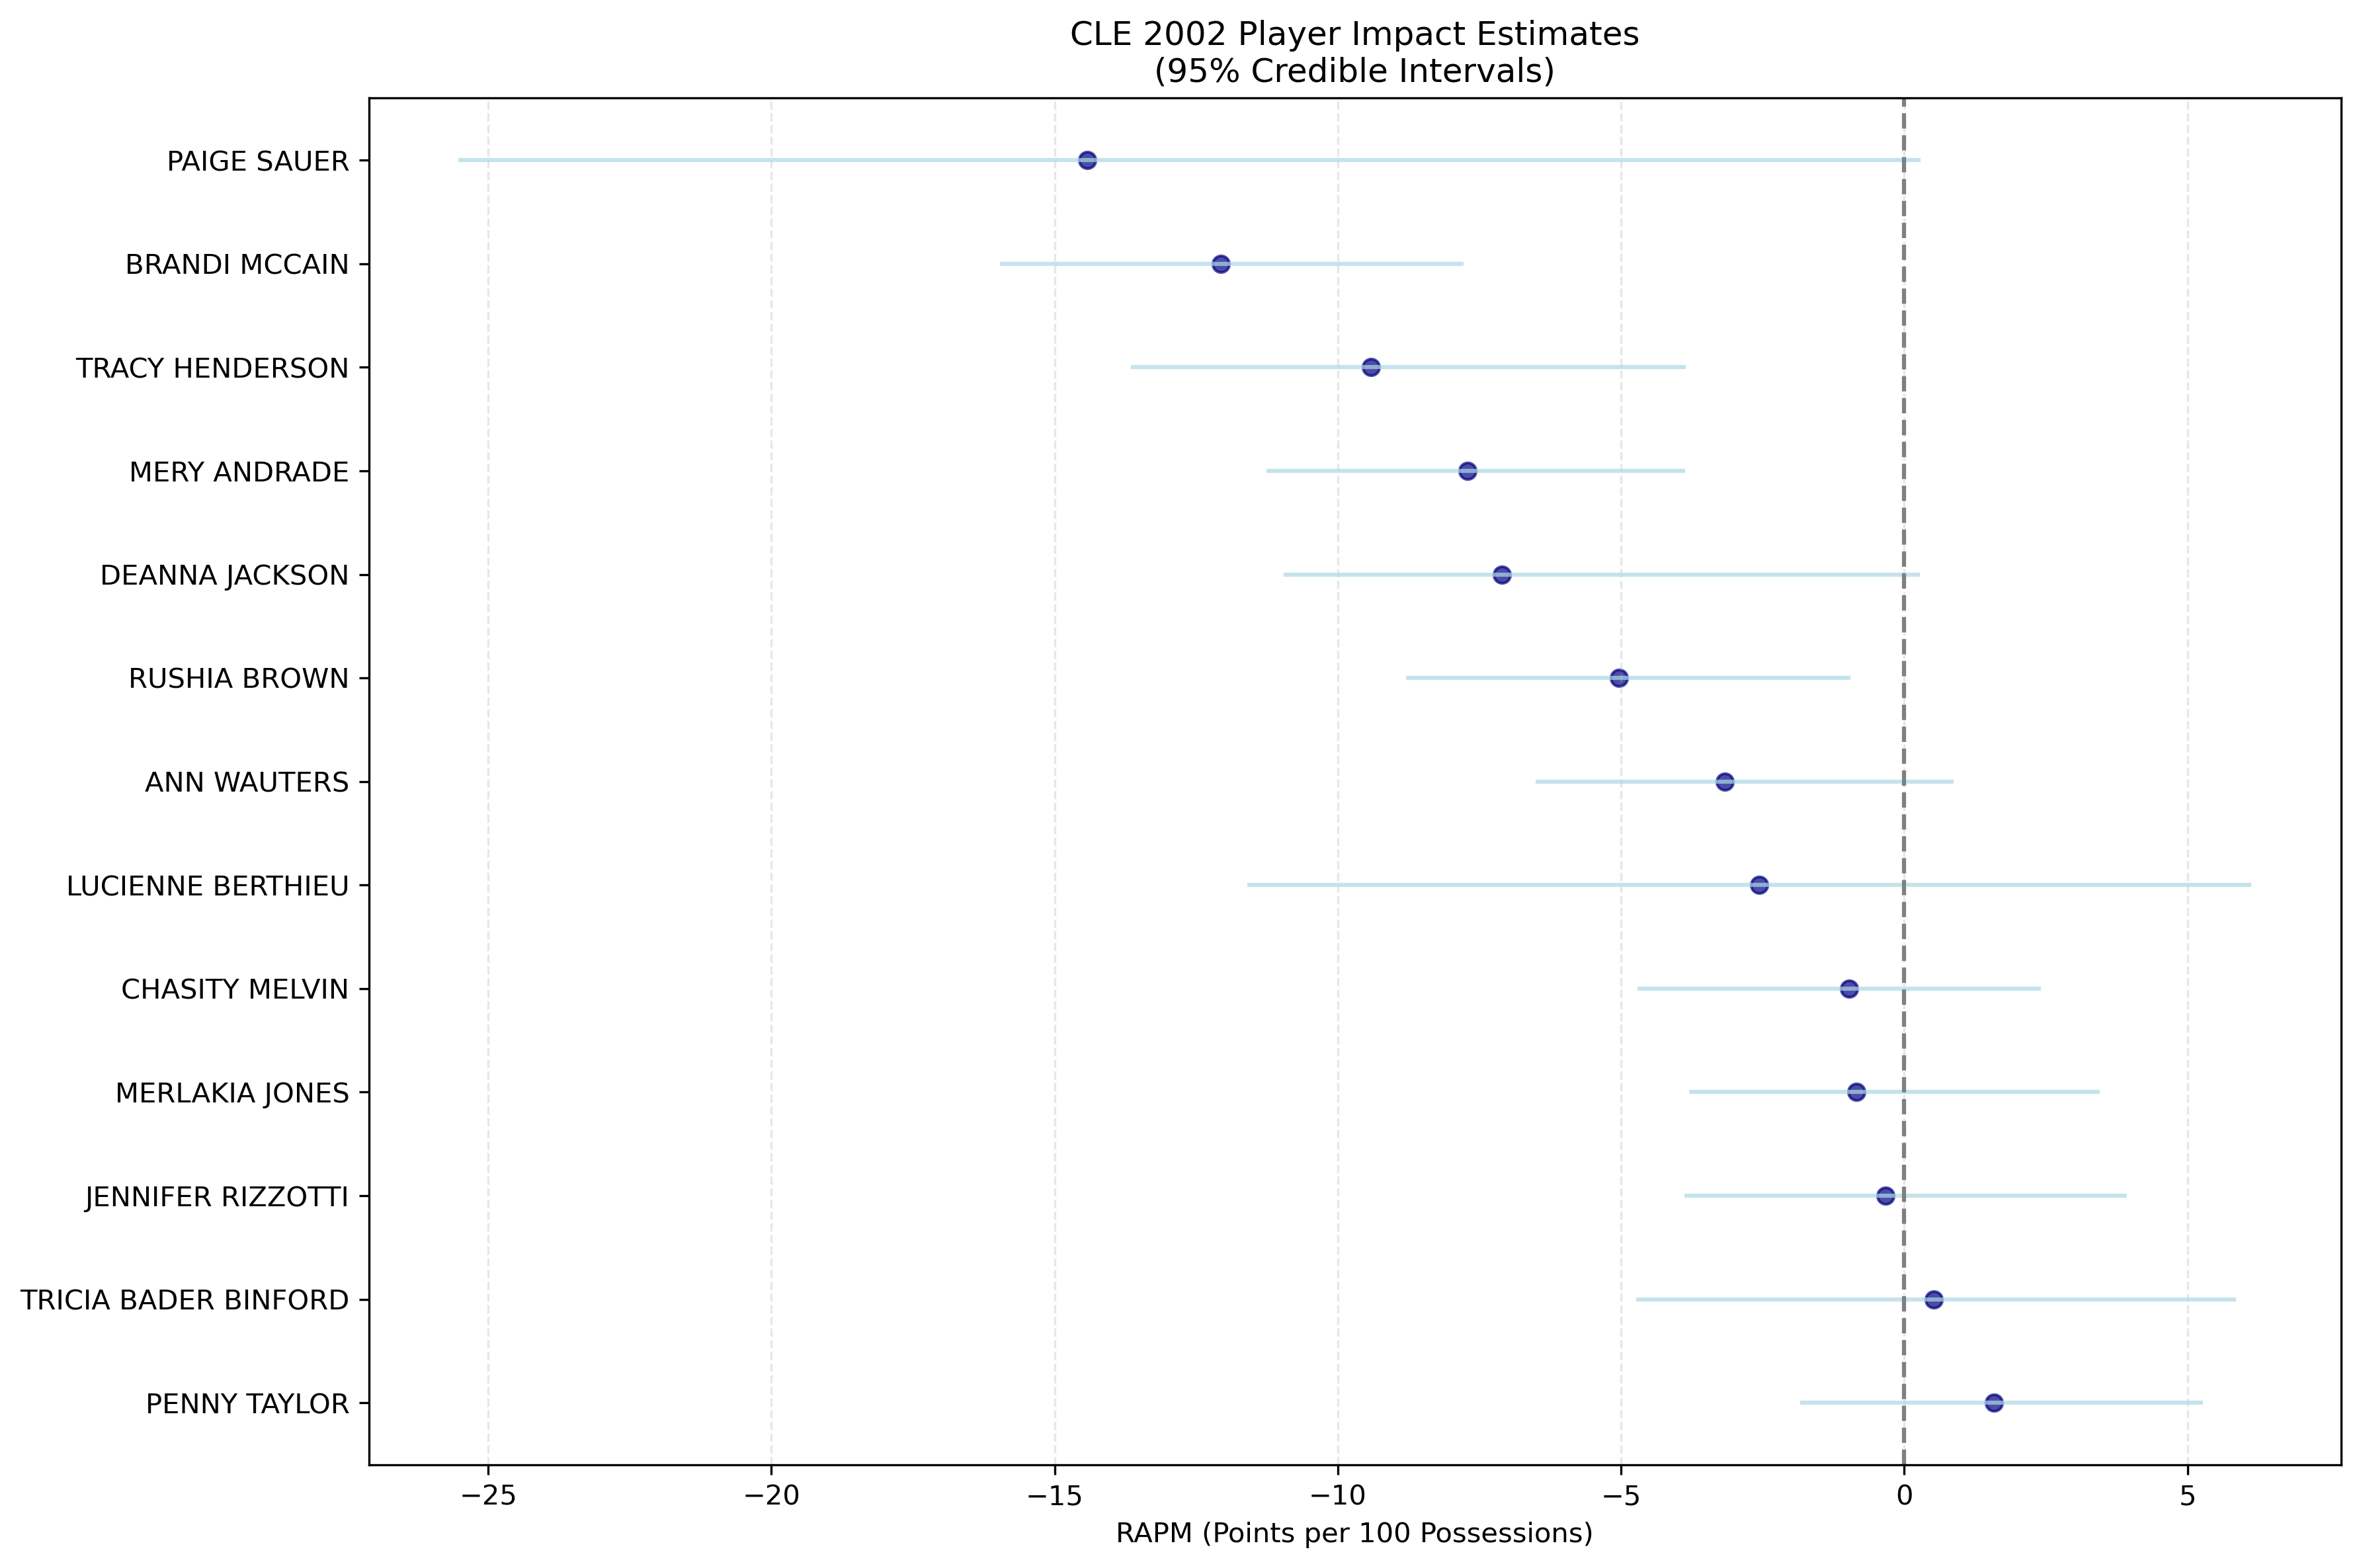 CLE 2002 Player Impact Estimates
(95% Credible Intervals)
PAIGE SAUER
BRANDI MCCAIN
TRACY HENDERSON
MERY ANDRADE
DEANNA JACKSON
RUSHIA BROWN
ANN WAUTERS
LUCIENNE BERTHIEU
CHASITY MELVIN
MERLAKIA JONES
JENNIFER RIZZOTTI
TRICIA BADER BINFORD
PENNY TAYLOR
−25 −20 −15 −10 −5 0 5
RAPM (Points per 100 Possessions)